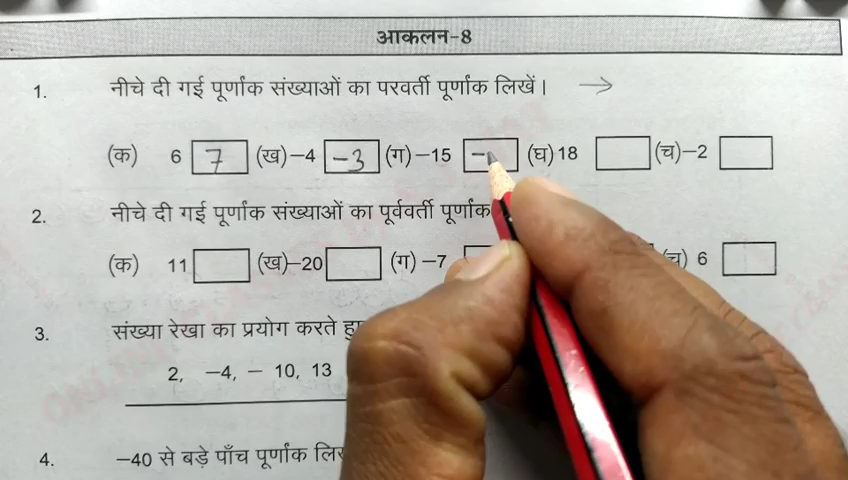 आकलन-8
1. नीचे दी गई पूर्णांक संख्याओं का परवर्ती पूर्णांक लिखें। →
(क) 6 7 (ख) -4 -3 (ग) -15 - (घ) 18 (च) -2
2. नीचे दी गई पूर्णांक संख्याओं का पूर्ववर्ती पूर्णांक
(क) 11 (ख) -20 (ग) -7 (च) 6
3. संख्या रेखा का प्रयोग करते
2, -4, - 10, 13
4. -40 से बड़े पाँच पूर्णांक